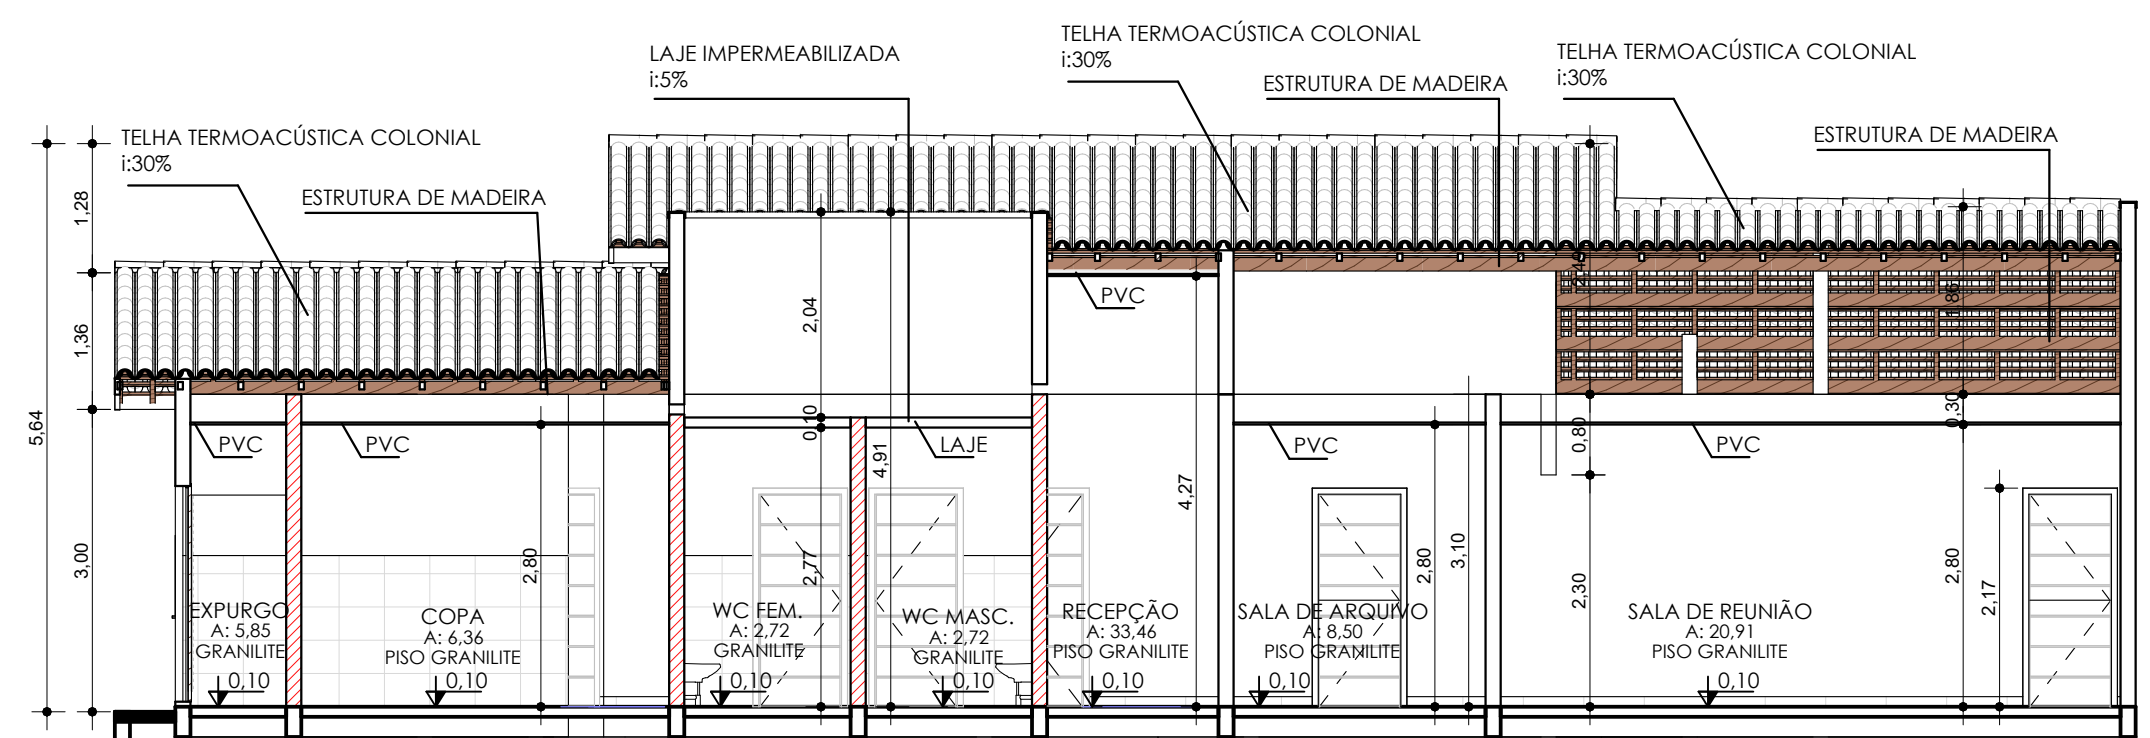 TELHA TERMOACÚSTICA COLONIAL
i:30%
LAJE IMPERMEABILIZADA
i:5%
TELHA TERMOACÚSTICA COLONIAL
i:30%
ESTRUTURA DE MADEIRA
TELHA TERMOACÚSTICA COLONIAL
i:30%
ESTRUTURA DE MADEIRA
ESTRUTURA DE MADEIRA
1,28
1,36
5,64
3,00
2,04
0,10
4,91
2,77
PVC
PVC
LAJE
PVC
PVC
PVC
2,80
4,27
2,80
3,10
0,80
2,30
1,86
0,30
2,80
2,17
EXPURGO
A: 5,85
GRANILITE
0,10
COPA
A: 6,36
PISO GRANILITE
0,10
WC FEM.
A: 2,72
GRANILITE
0,10
WC MASC.
A: 2,72
GRANILITE
0,10
RECEPÇÃO
A: 33,46
PISO GRANILITE
0,10
SALA DE ARQUIVO
A: 8,50
PISO GRANILITE
0,10
SALA DE REUNIÃO
A: 20,91
PISO GRANILITE
0,10